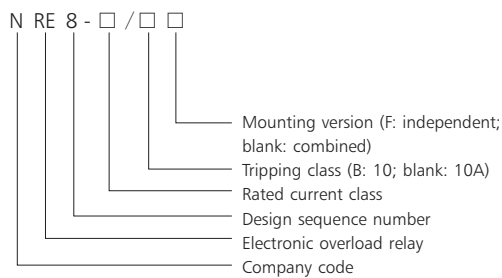 N RE 8 - □ / □ □
Mounting version (F: independent;
blank: combined)
Tripping class (B: 10; blank: 10A)
Rated current class
Design sequence number
Electronic overload relay
Company code